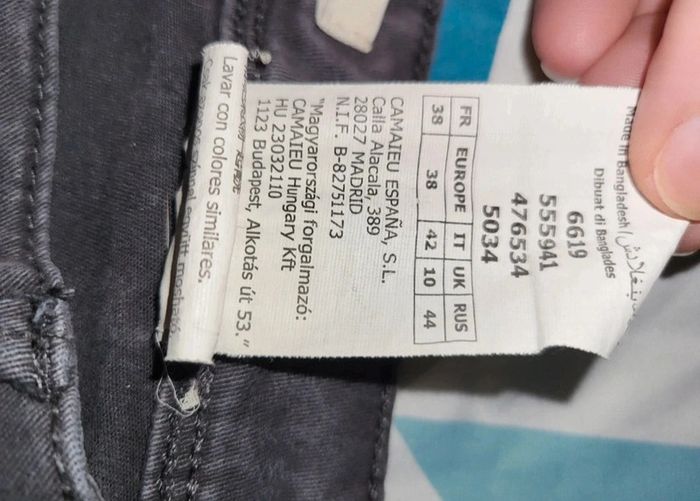 Made in Bangladesh/
Dibuat di Banglades
6619
555941
476534
5034
FR EUROPE IT UK RUS
38 38 42 10 44
CAMAIEU ESPAÑA, S.L.
Calla Alacala, 389
28027 MADRID
N.I.F. B-82751173
"Magyarországi forgalmazó:
CAMAIEU Hungary Kft
HU 23032110
1123 Budapest, Alkotás út 53."
Lavar con colores similares.